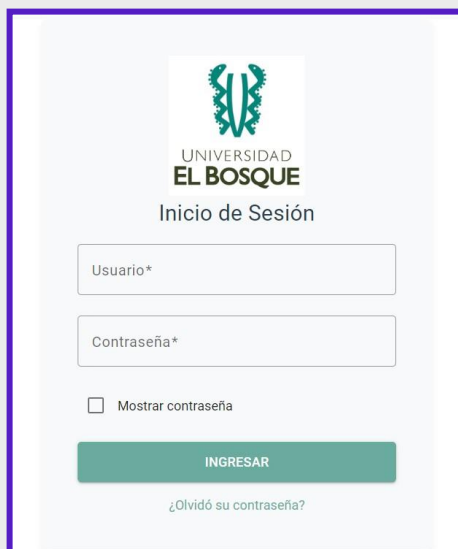 UNIVERSIDAD
EL BOSQUE
Inicio de Sesión
Usuario*
Contraseña*
Mostrar contraseña
INGRESAR
¿Olvidó su contraseña?